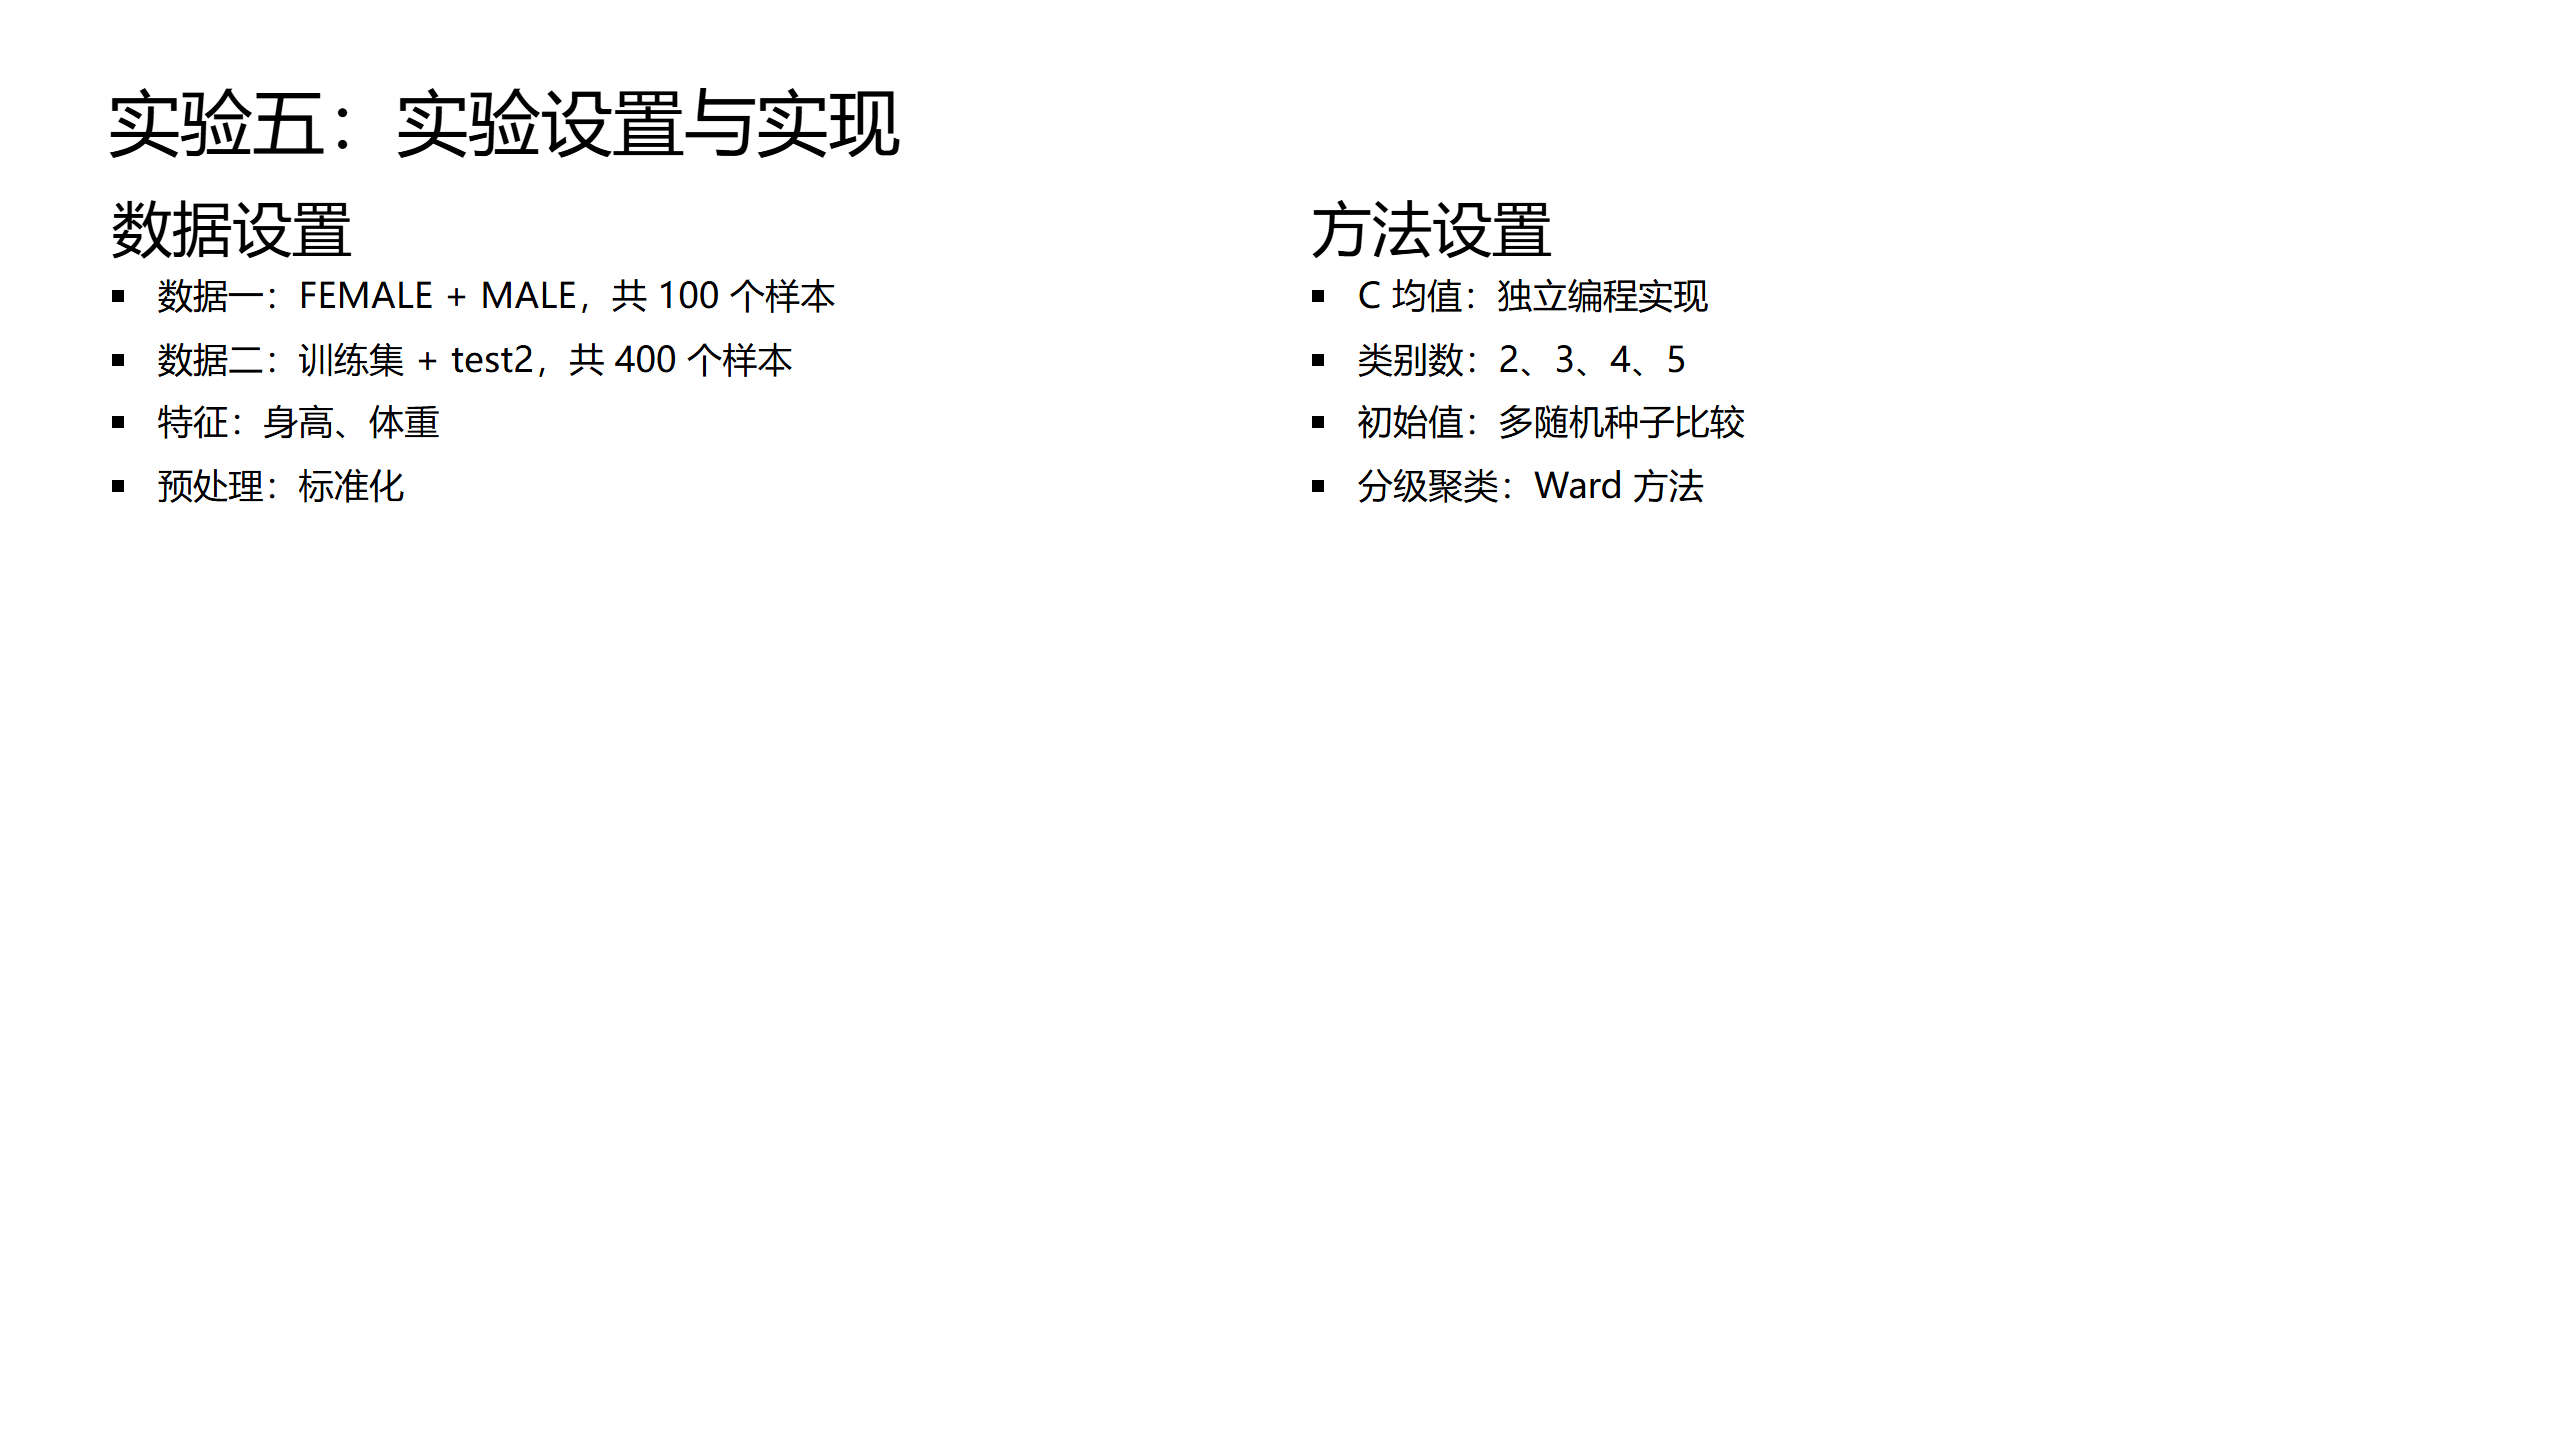 实验五：实验设置与实现
数据设置
▪ 数据一：FEMALE + MALE，共 100 个样本
▪ 数据二：训练集 + test2，共 400 个样本
▪ 特征：身高、体重
▪ 预处理：标准化
方法设置
▪ C 均值：独立编程实现
▪ 类别数：2、3、4、5
▪ 初始值：多随机种子比较
▪ 分级聚类：Ward 方法